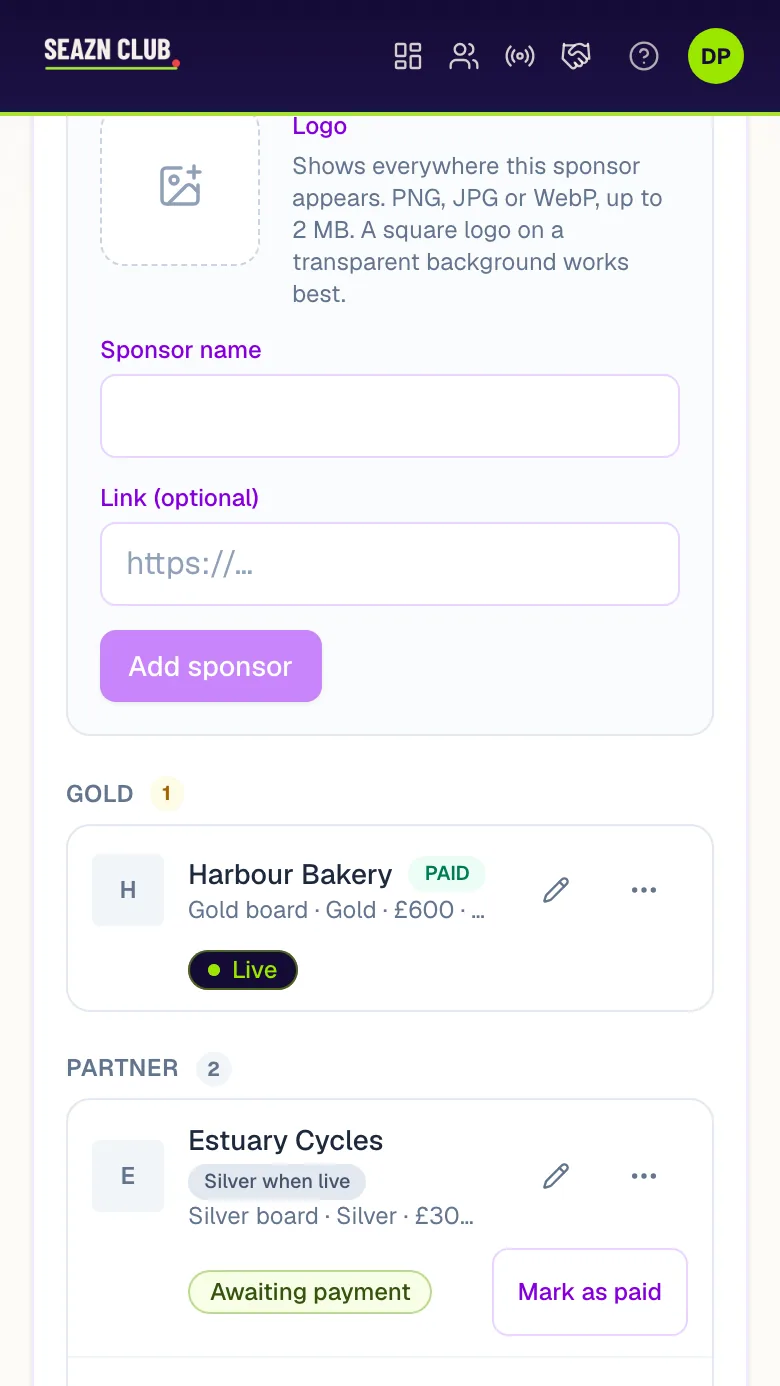 SEAZN CLUB
DP
Logo
Shows everywhere this sponsor
appears. PNG, JPG or WebP, up to
2 MB. A square logo on a
transparent background works
best.
Sponsor name
Link (optional)
https://...
Add sponsor
GOLD 1
H
Harbour Bakery PAID
Gold board · Gold · £600 · ...
Live
PARTNER 2
E
Estuary Cycles
Silver when live
Silver board · Silver · £30...
Awaiting payment
Mark as paid